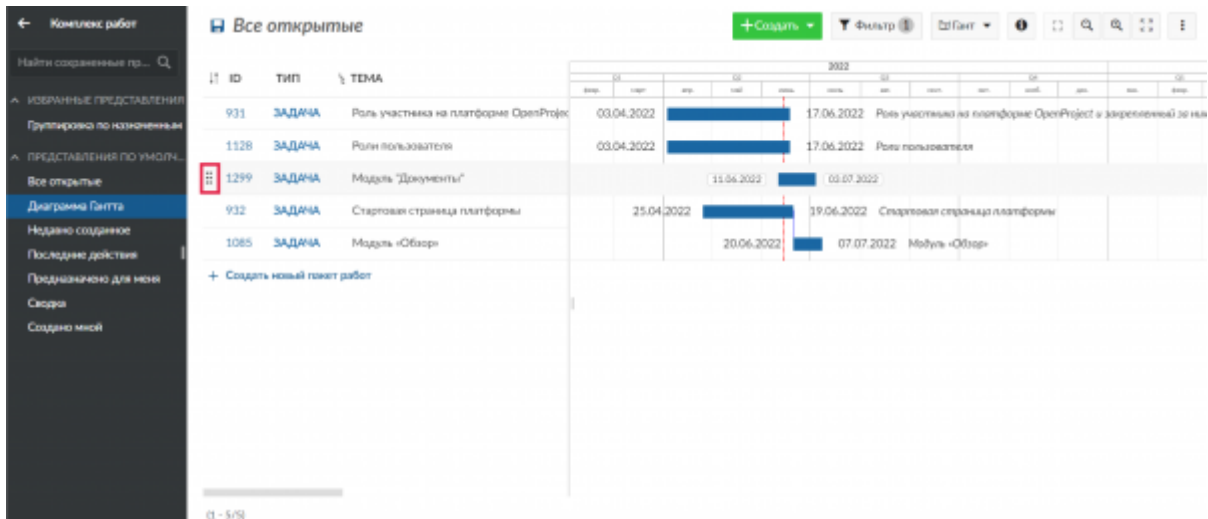 Комплекс работ
Все открытые
+Создать
Фильтр 1
Гант
Найти сохраненные пр...
ИЗБРАННЫЕ ПРЕДСТАВЛЕНИЯ
Группировка по назначенным
ПРЕДСТАВЛЕНИЯ ПО УМОЛЧ...
Все открытые
Диаграмма Гантта
Недавно созданное
Последние действия
Предназначено для меня
Сводка
Создано мной
ID ТИП ТЕМА
2022
931 ЗАДАЧА Роль участника на платформе OpenProjec 03.04.2022 17.06.2022 Роль участника на платформе OpenProject и закрепленный за ним
1128 ЗАДАЧА Роли пользователя 03.04.2022 17.06.2022 Роли пользователя
1299 ЗАДАЧА Модуль "Документы" 11.06.2022 03.07.2022
932 ЗАДАЧА Стартовая страница платформы 25.04.2022 19.06.2022 Стартовая страница платформы
1085 ЗАДАЧА Модуль «Обзор» 20.06.2022 07.07.2022 Модуль «Обзор»
+ Создать новый пакет работ
(1 - 5/5)